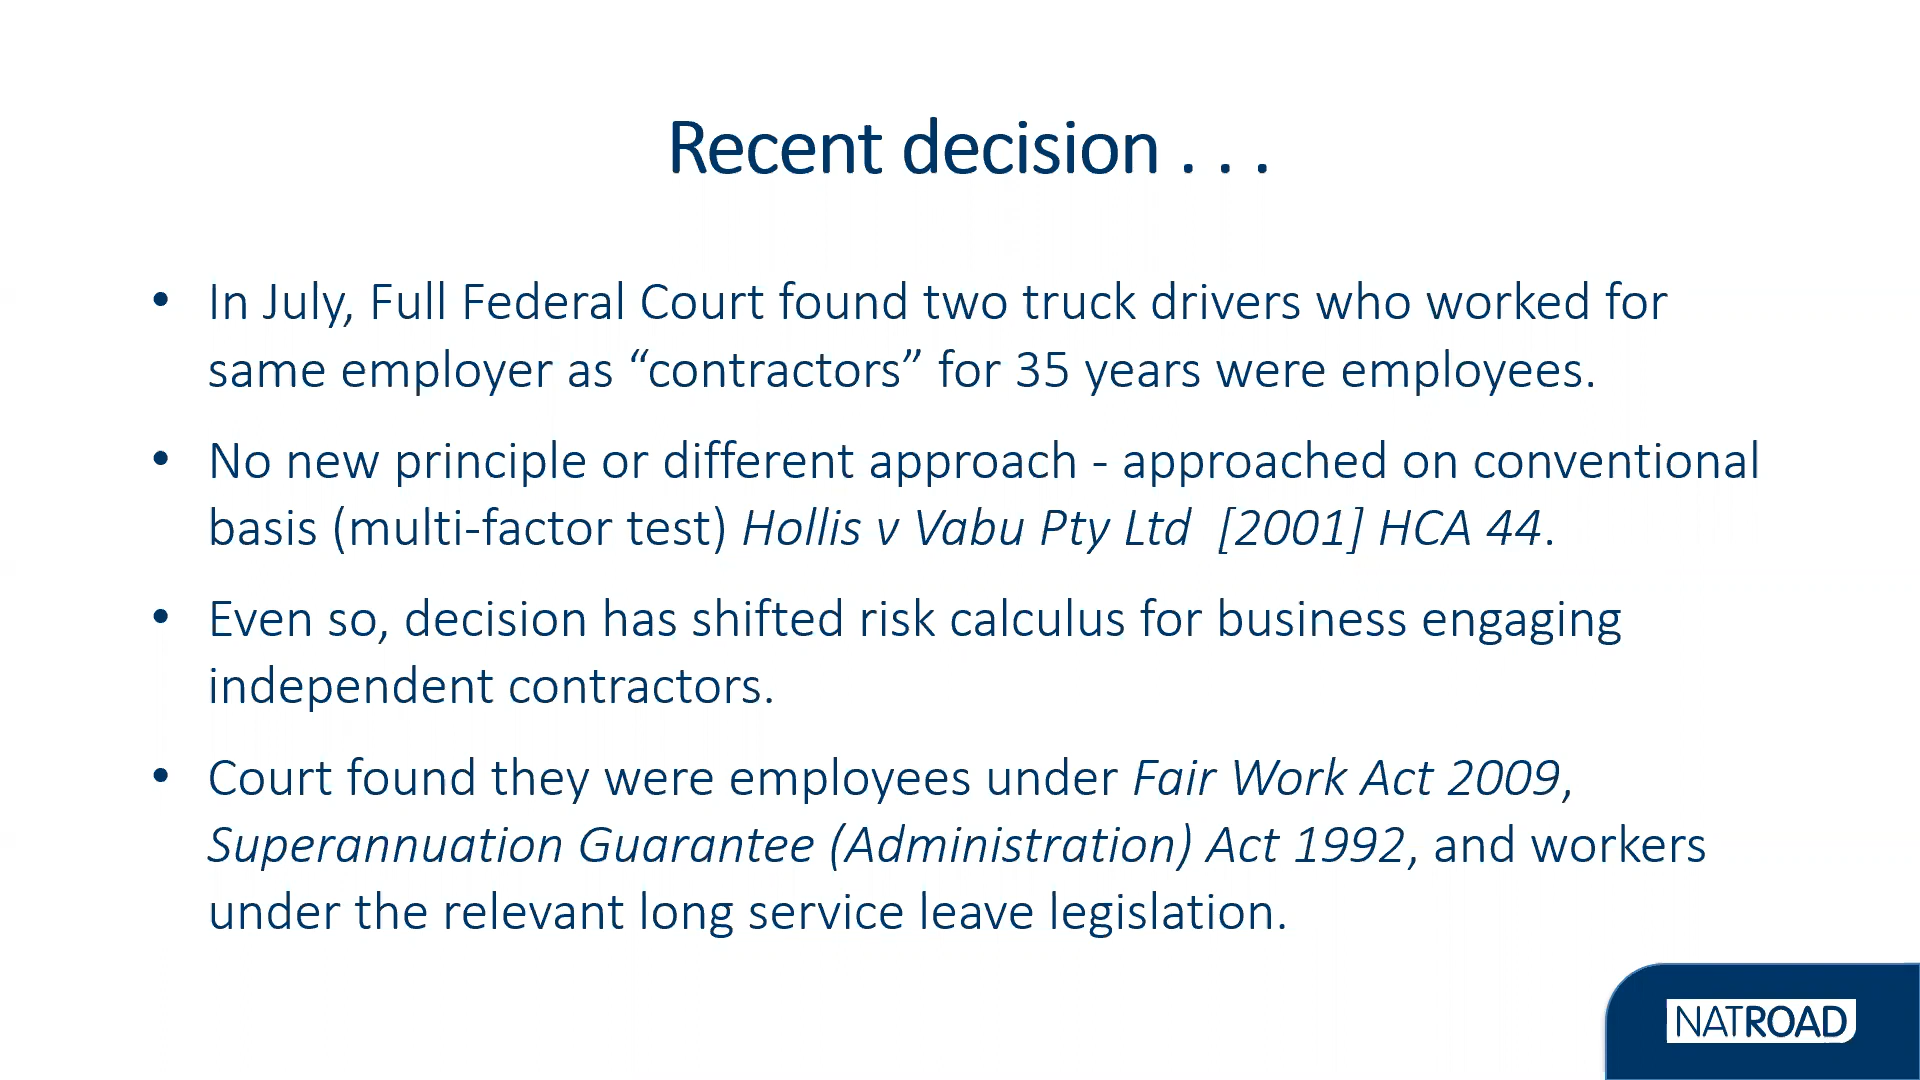 Recent decision . . .
• In July, Full Federal Court found two truck drivers who worked for
same employer as “contractors” for 35 years were employees.
• No new principle or different approach - approached on conventional
basis (multi-factor test) Hollis v Vabu Pty Ltd  [2001] HCA 44.
• Even so, decision has shifted risk calculus for business engaging
independent contractors.
• Court found they were employees under Fair Work Act 2009,
Superannuation Guarantee (Administration) Act 1992, and workers
under the relevant long service leave legislation.
NATROAD